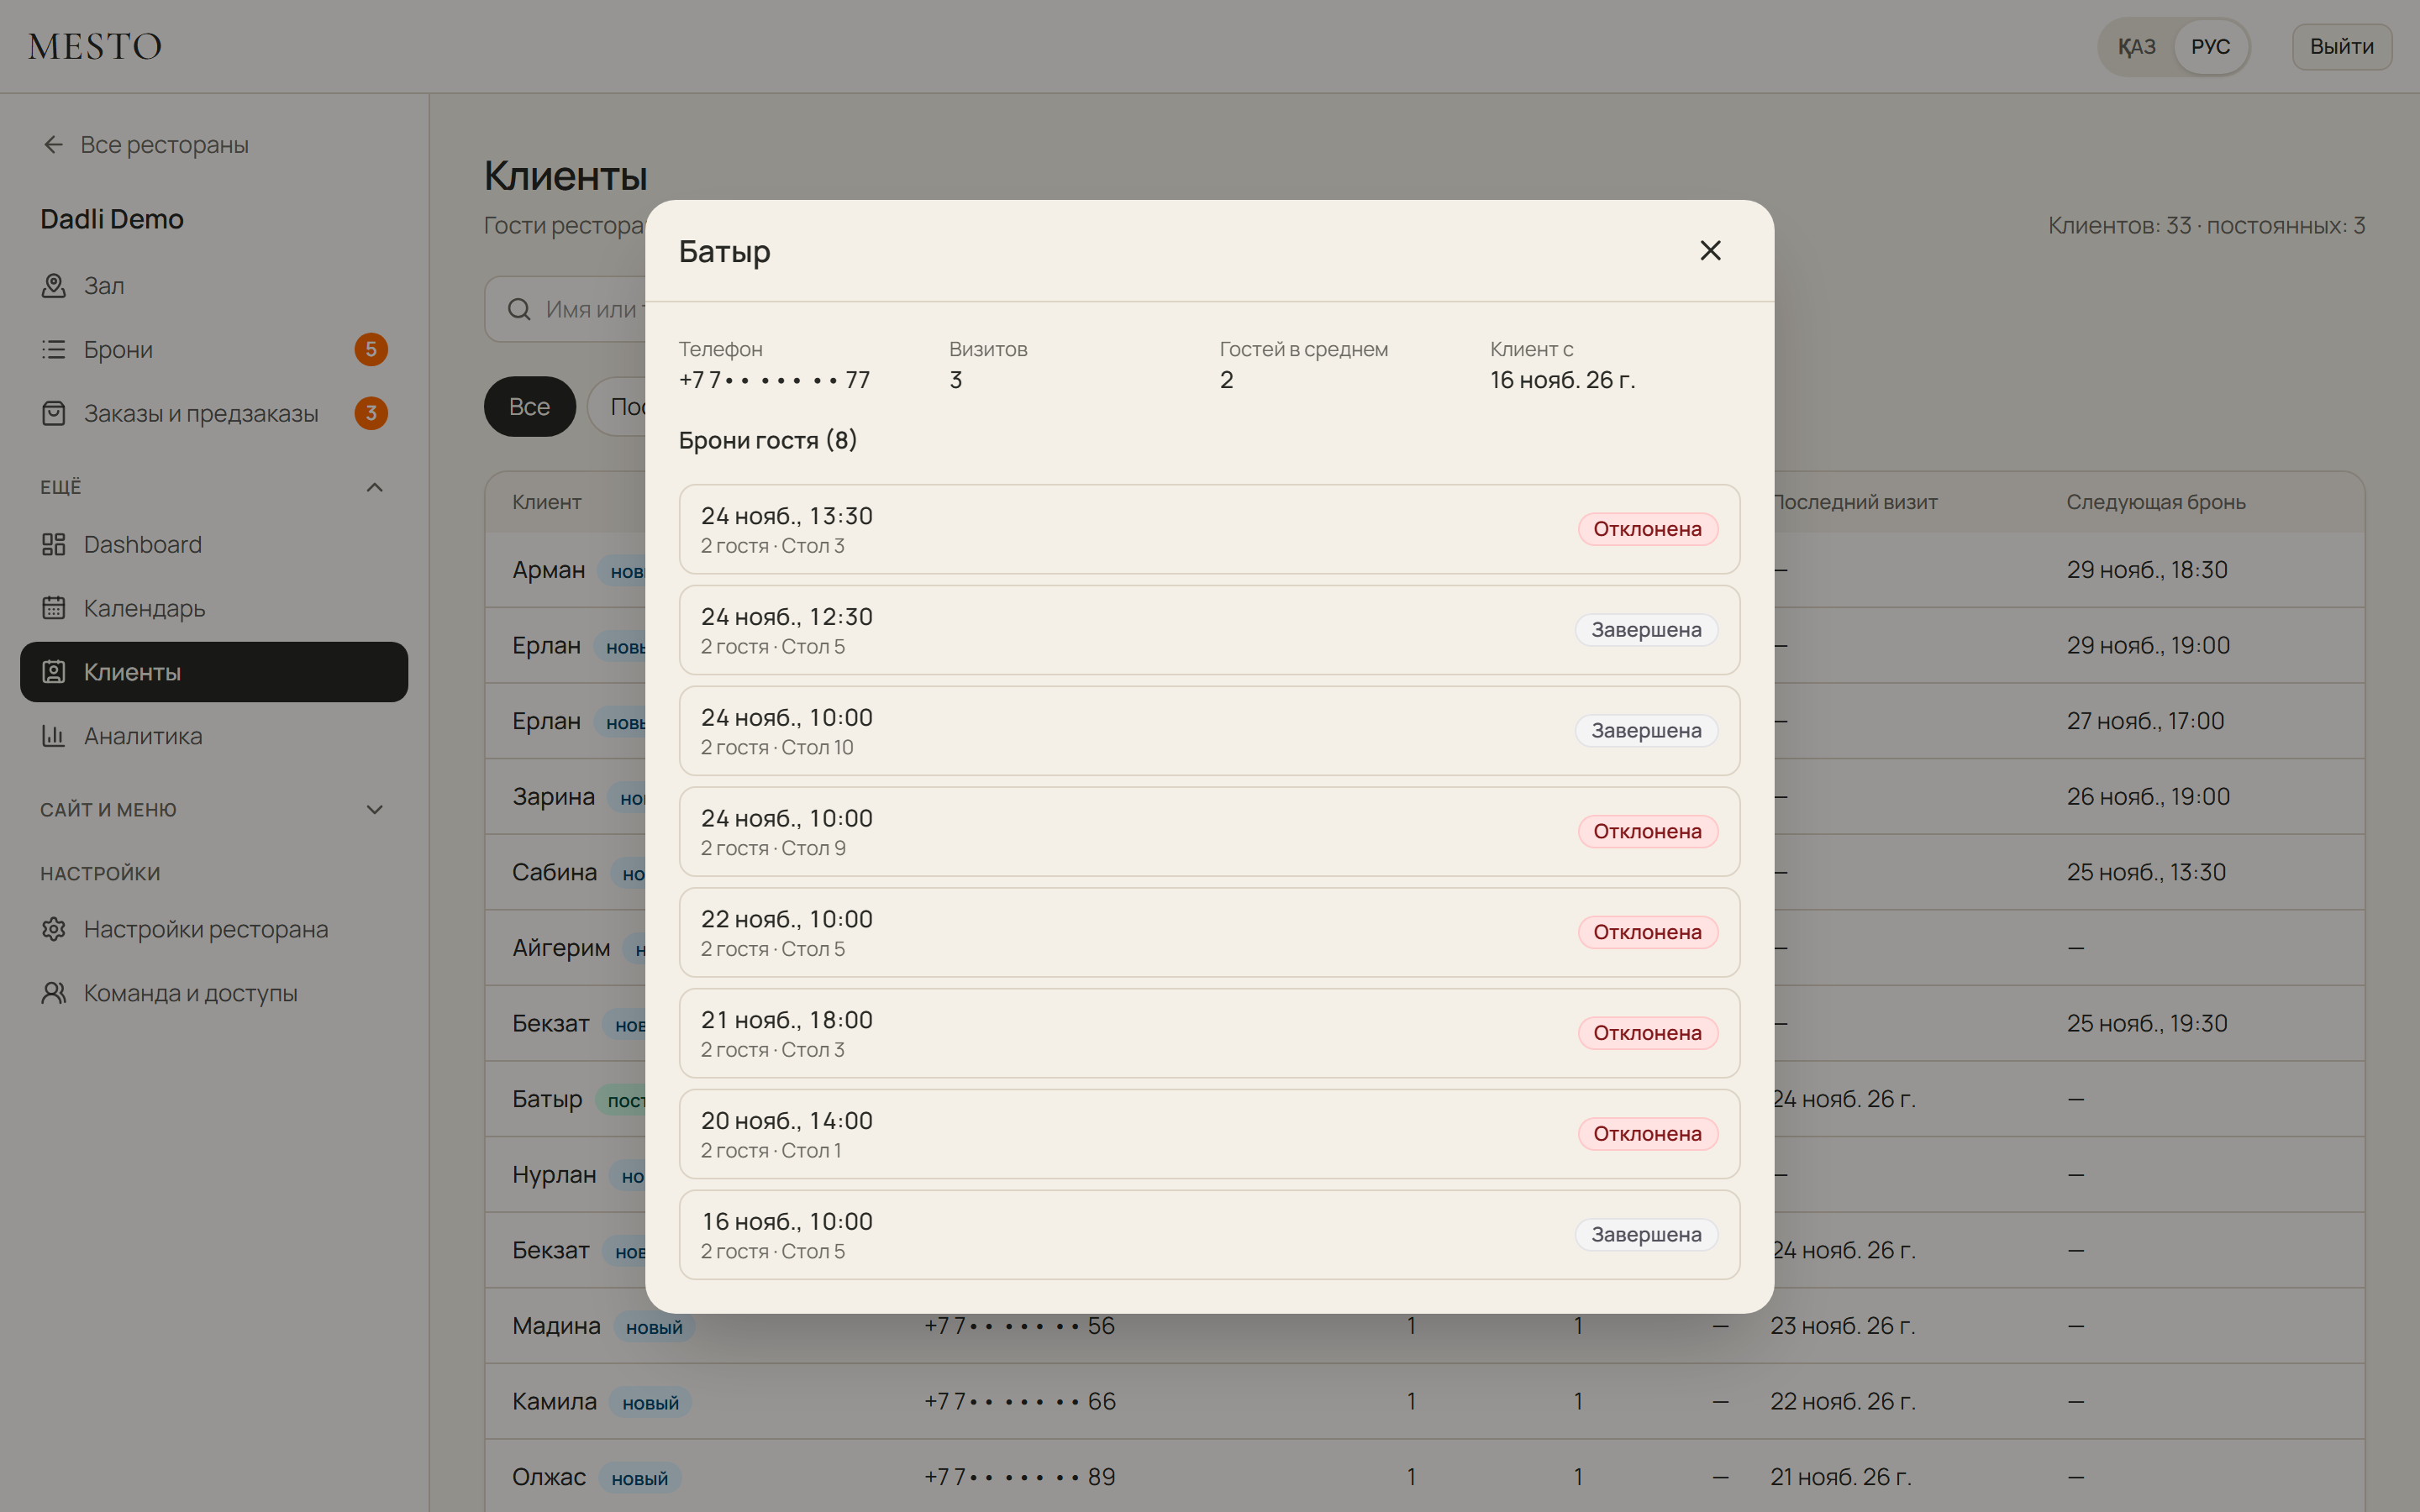 MESTO
ҚАЗ РУС Выйти
Все рестораны
Dadli Demo
Зал
Брони 5
Заказы и предзаказы 3
ЕЩЁ
Dashboard
Календарь
Клиенты
Аналитика
САЙТ И МЕНЮ
НАСТРОЙКИ
Настройки ресторана
Команда и доступы
Клиенты
Гости
Клиентов: 33 · постоянных: 3
Имя или
Все
Клиент Последний визит Следующая бронь
Арман — 29 нояб., 18:30
Ерлан — 29 нояб., 19:00
Ерлан — 27 нояб., 17:00
Зарина — 26 нояб., 19:00
Сабина — 25 нояб., 13:30
Айгерим — —
Бекзат — 25 нояб., 19:30
Батыр 24 нояб. 26 г. —
Нурлан — —
Бекзат 24 нояб. 26 г. —
Мадина новый +7 7•• ••• •• 56 1 1 — 23 нояб. 26 г. —
Камила новый +7 7•• ••• •• 66 1 1 — 22 нояб. 26 г. —
Олжас новый +7 7•• ••• •• 89 1 1 — 21 нояб. 26 г. —
Батыр
Телефон Визитов Гостей в среднем Клиент с
+7 7•• ••• •• 77 3 2 16 нояб. 26 г.
Брони гостя (8)
24 нояб., 13:30
2 гостя · Стол 3
Отклонена
24 нояб., 12:30
2 гостя · Стол 5
Завершена
24 нояб., 10:00
2 гостя · Стол 10
Завершена
24 нояб., 10:00
2 гостя · Стол 9
Отклонена
22 нояб., 10:00
2 гостя · Стол 5
Отклонена
21 нояб., 18:00
2 гостя · Стол 3
Отклонена
20 нояб., 14:00
2 гостя · Стол 1
Отклонена
16 нояб., 10:00
2 гостя · Стол 5
Завершена